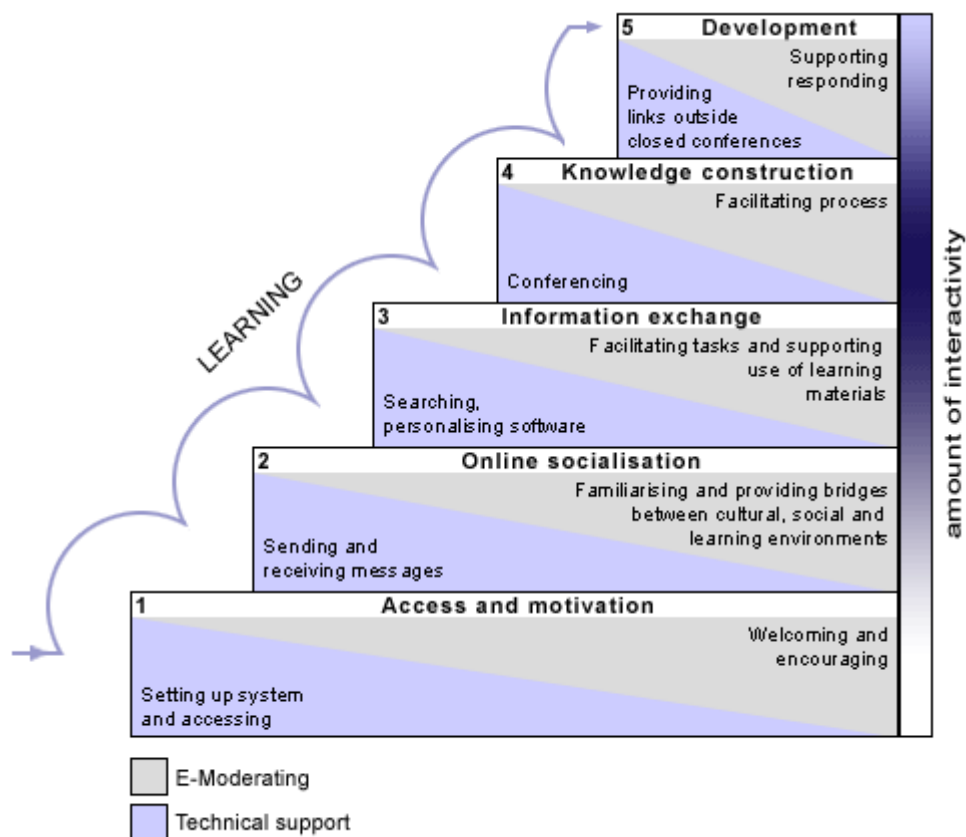 5 Development
Supporting
responding
Providing
links outside
closed conferences
4 Knowledge construction
Facilitating process
Conferencing
3 Information exchange
Facilitating tasks and supporting
use of learning
materials
Searching,
personalising software
2 Online socialisation
Familiarising and providing bridges
between cultural, social and
learning environments
Sending and
receiving messages
1 Access and motivation
Welcoming and
encouraging
Setting up system
and accessing
LEARNING
amount of interactivity
E-Moderating
Technical support